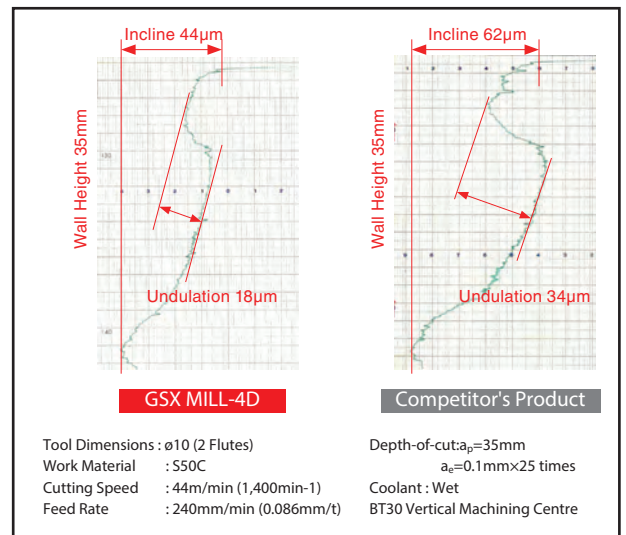 Incline 44μm
Incline 62μm
Wall Height 35mm
Wall Height 35mm
Undulation 18μm
Undulation 34μm
GSX MILL-4D
Competitor's Product
Tool Dimensions : ø10 (2 Flutes)
Work Material : S50C
Cutting Speed : 44m/min (1,400min-1)
Feed Rate : 240mm/min (0.086mm/t)
Depth-of-cut:aₚ=35mm
aₑ=0.1mm×25 times
Coolant : Wet
BT30 Vertical Machining Centre